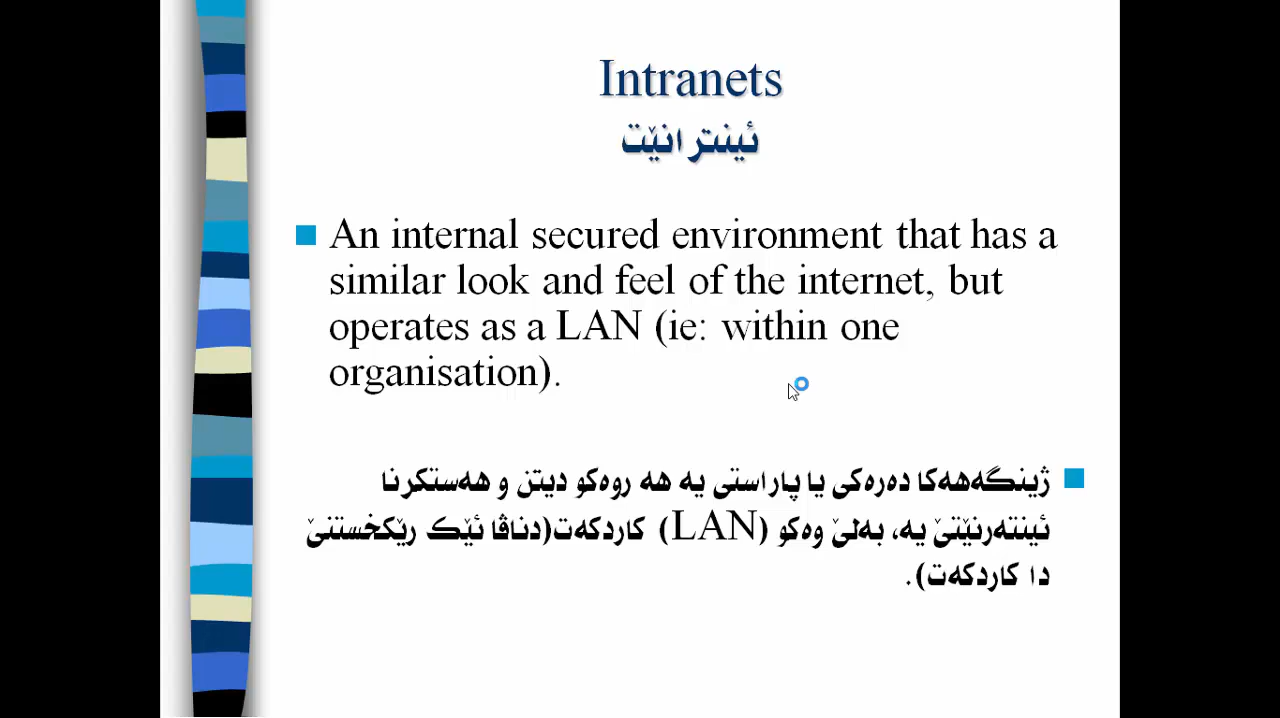 Intranets
ئینترانێت
An internal secured environment that has a
similar look and feel of the internet, but
operates as a LAN (ie: within one
organisation).
ژینگەهەکا دەرەکی یا پاراستی یە هە روەکو دیتن و هەستکرنا
ئینتەرنێتێ یە، بەلێ وەکو (LAN) کاردکەت(دناڤا ئێک رێکخستنێ
دا کاردکەت).